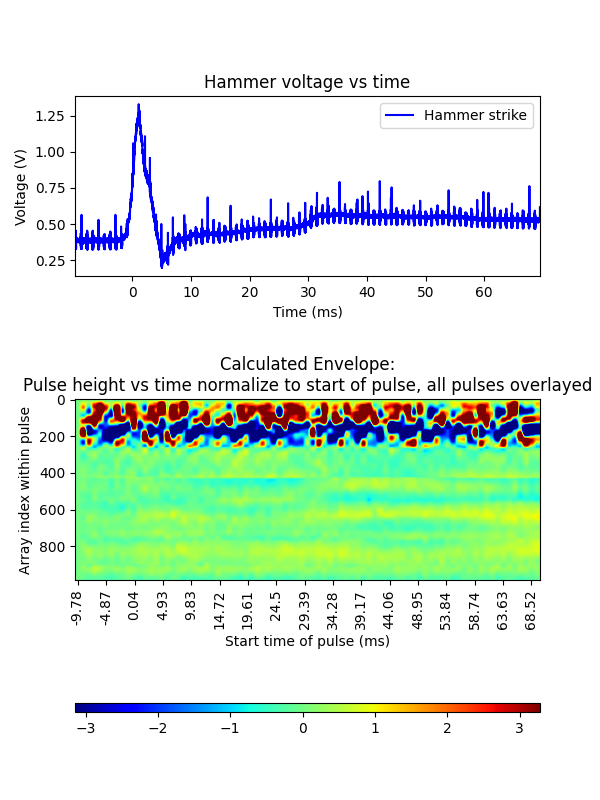 Hammer voltage vs time
1.25
1.00
0.75
0.50
0.25
Voltage (V)
Hammer strike
0 10 20 30 40 50 60
Time (ms)
Calculated Envelope:
Pulse height vs time normalize to start of pulse, all pulses overlayed
0
200
400
600
800
Array index within pulse
-9.78 -4.87 0.04 4.93 9.83 14.72 19.61 24.5 29.39 34.28 39.17 44.06 48.95 53.84 58.74 63.63 68.52
Start time of pulse (ms)
−3 −2 −1 0 1 2 3